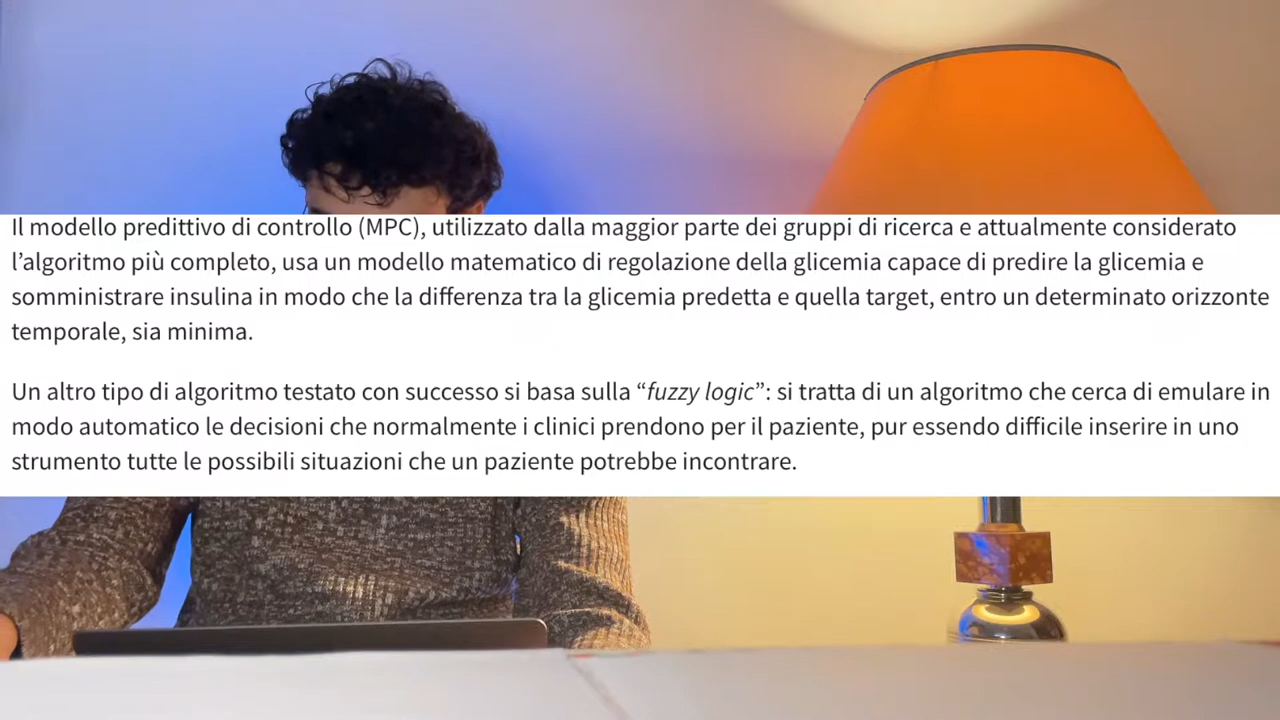 Il modello predittivo di controllo (MPC), utilizzato dalla maggior parte dei gruppi di ricerca e attualmente considerato
l’algoritmo più completo, usa un modello matematico di regolazione della glicemia capace di predire la glicemia e
somministrare insulina in modo che la differenza tra la glicemia predetta e quella target, entro un determinato orizzonte
temporale, sia minima.
Un altro tipo di algoritmo testato con successo si basa sulla “fuzzy logic”: si tratta di un algoritmo che cerca di emulare in
modo automatico le decisioni che normalmente i clinici prendono per il paziente, pur essendo difficile inserire in uno
strumento tutte le possibili situazioni che un paziente potrebbe incontrare.